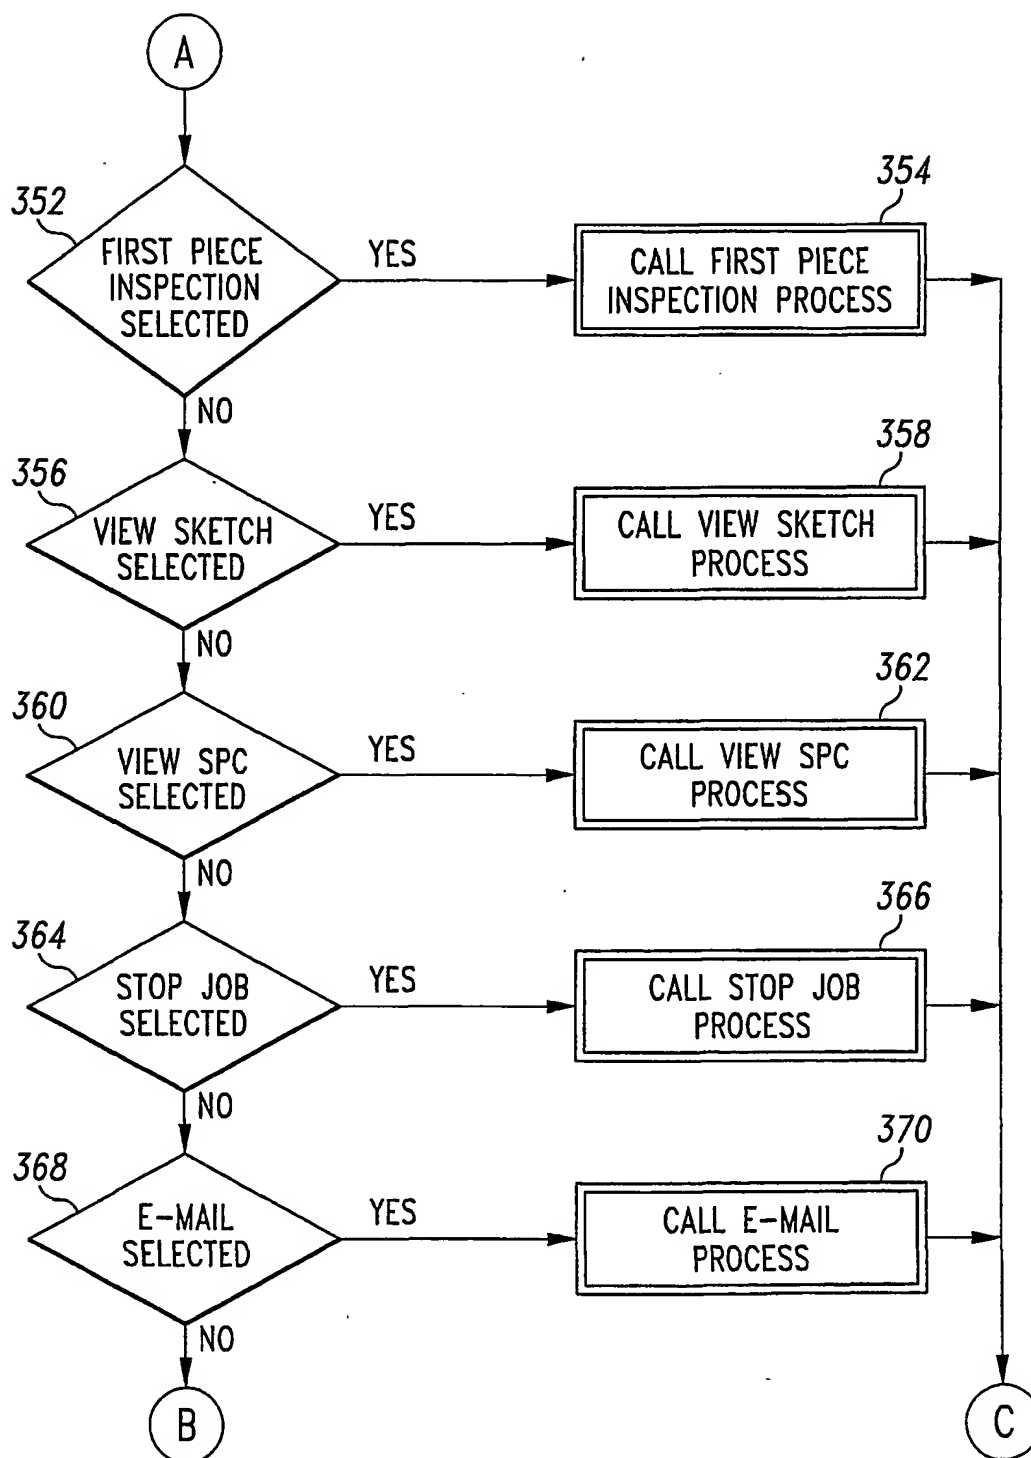 A
352
FIRST PIECE
INSPECTION
SELECTED
YES
354
CALL FIRST PIECE
INSPECTION PROCESS
NO
356
VIEW SKETCH
SELECTED
YES
358
CALL VIEW SKETCH
PROCESS
NO
360
VIEW SPC
SELECTED
YES
362
CALL VIEW SPC
PROCESS
NO
364
STOP JOB
SELECTED
YES
366
CALL STOP JOB
PROCESS
NO
368
E-MAIL
SELECTED
YES
370
CALL E-MAIL
PROCESS
NO
B
C